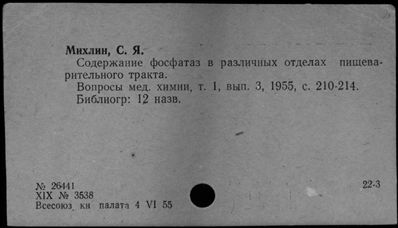 Михлин, С. Я.
Содержание фосфатаз в различных отделах пищева-
рительного тракта.
Вопросы мед. химии, т. 1, вып. 3, 1955, с. 210-214.
Библиогр: 12 назв.
№ 26441
22-3
XIX № 3538
Всесоюз. кн палата 4 VI 55